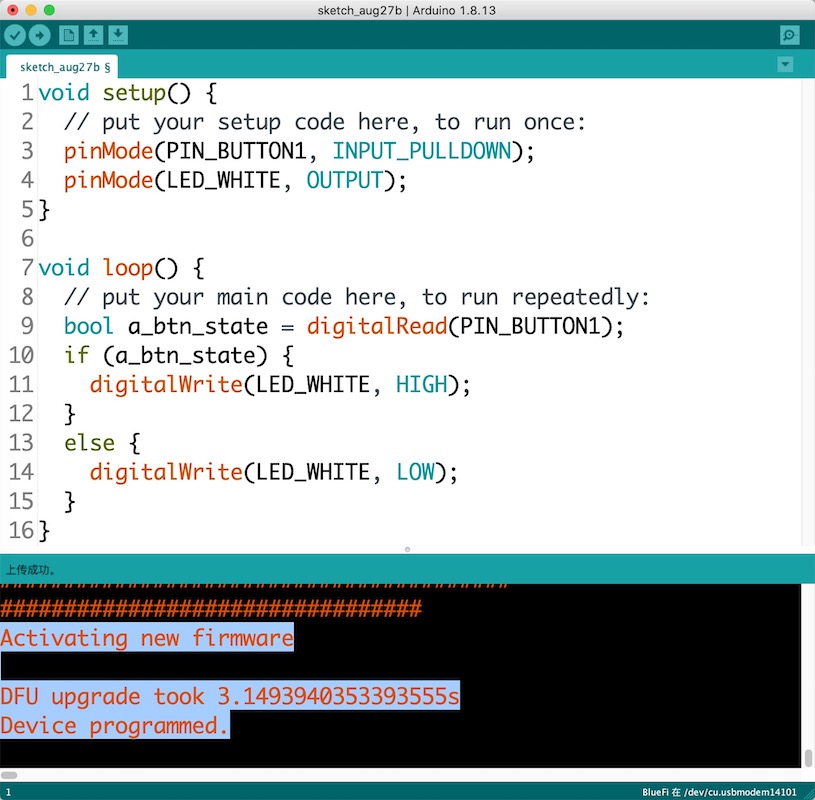 sketch_aug27b | Arduino 1.8.13
sketch_aug27b §
1 void setup() {
2   // put your setup code here, to run once:
3   pinMode(PIN_BUTTON1, INPUT_PULLDOWN);
4   pinMode(LED_WHITE, OUTPUT);
5 }
6
7 void loop() {
8   // put your main code here, to run repeatedly:
9   bool a_btn_state = digitalRead(PIN_BUTTON1);
10   if (a_btn_state) {
11     digitalWrite(LED_WHITE, HIGH);
12   }
13   else {
14     digitalWrite(LED_WHITE, LOW);
15   }
16 }
上传成功。
#################################
Activating new firmware
DFU upgrade took 3.149394035339355​5s
Device programmed.
1
BlueFi 在 /dev/cu.usbmodem14101